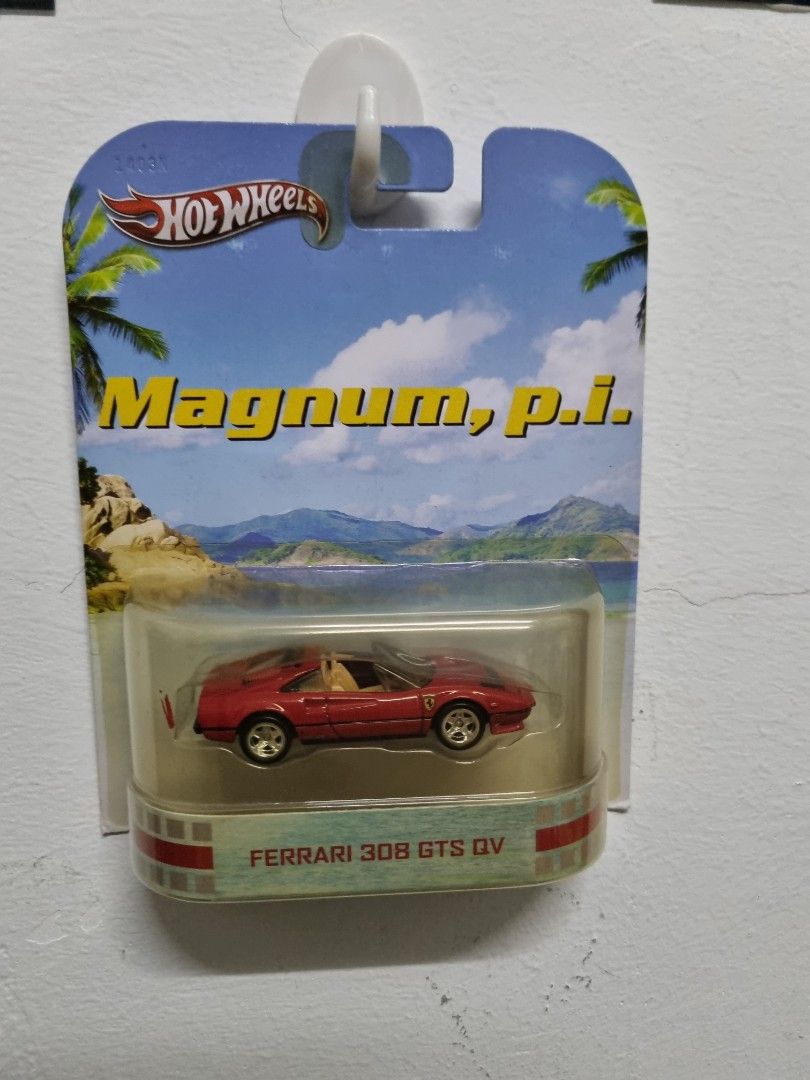 HOT WHEELS
Magnum, p.i.
FERRARI 308 GTS QV